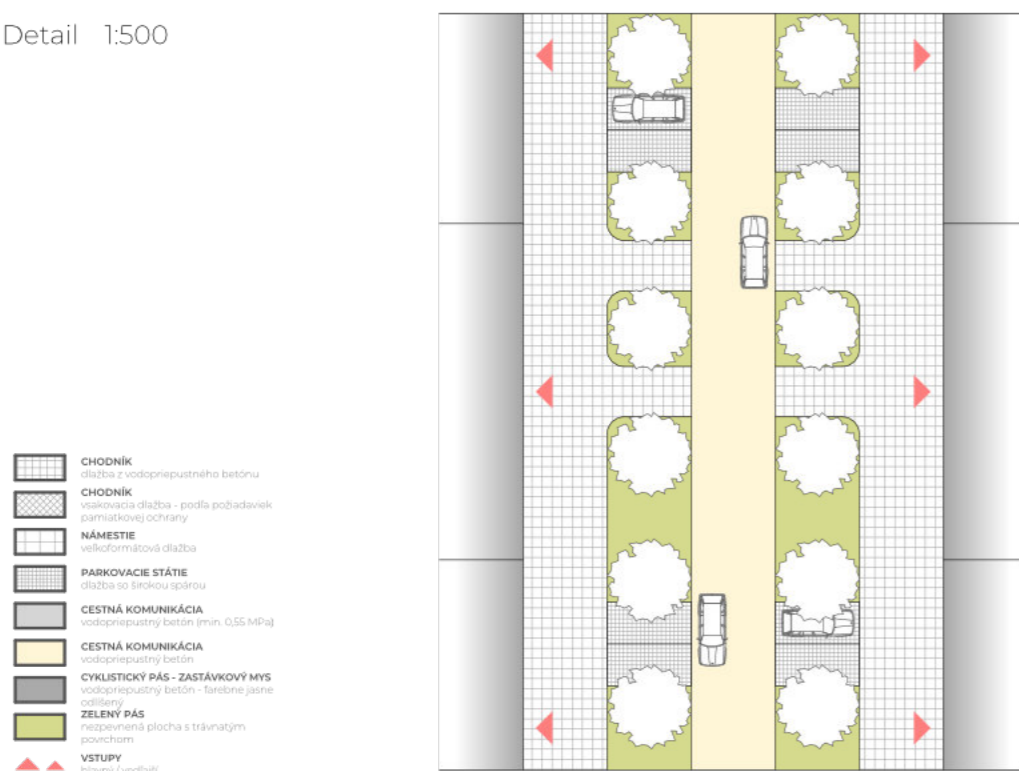 Detail 1:500
CHODNÍK
dlažba z vodopriepustného betónu
CHODNÍK
vsakovacia dlažba - podľa požiadaviek
pamiatkovej ochrany
NÁMESTIE
veľkoformátová dlažba
PARKOVACIE STÁTIE
dlažba so širokou spárou
CESTNÁ KOMUNIKÁCIA
vodopriepustný betón (min. 0,55 MPa)
CESTNÁ KOMUNIKÁCIA
vodopriepustný betón
CYKLISTICKÝ PÁS - ZASTÁVKOVÝ MYS
vodopriepustný betón - farebne jasne
odlíšený
ZELENÝ PÁS
nezpevnená plocha s trávnatým
povrchom
VSTUPY